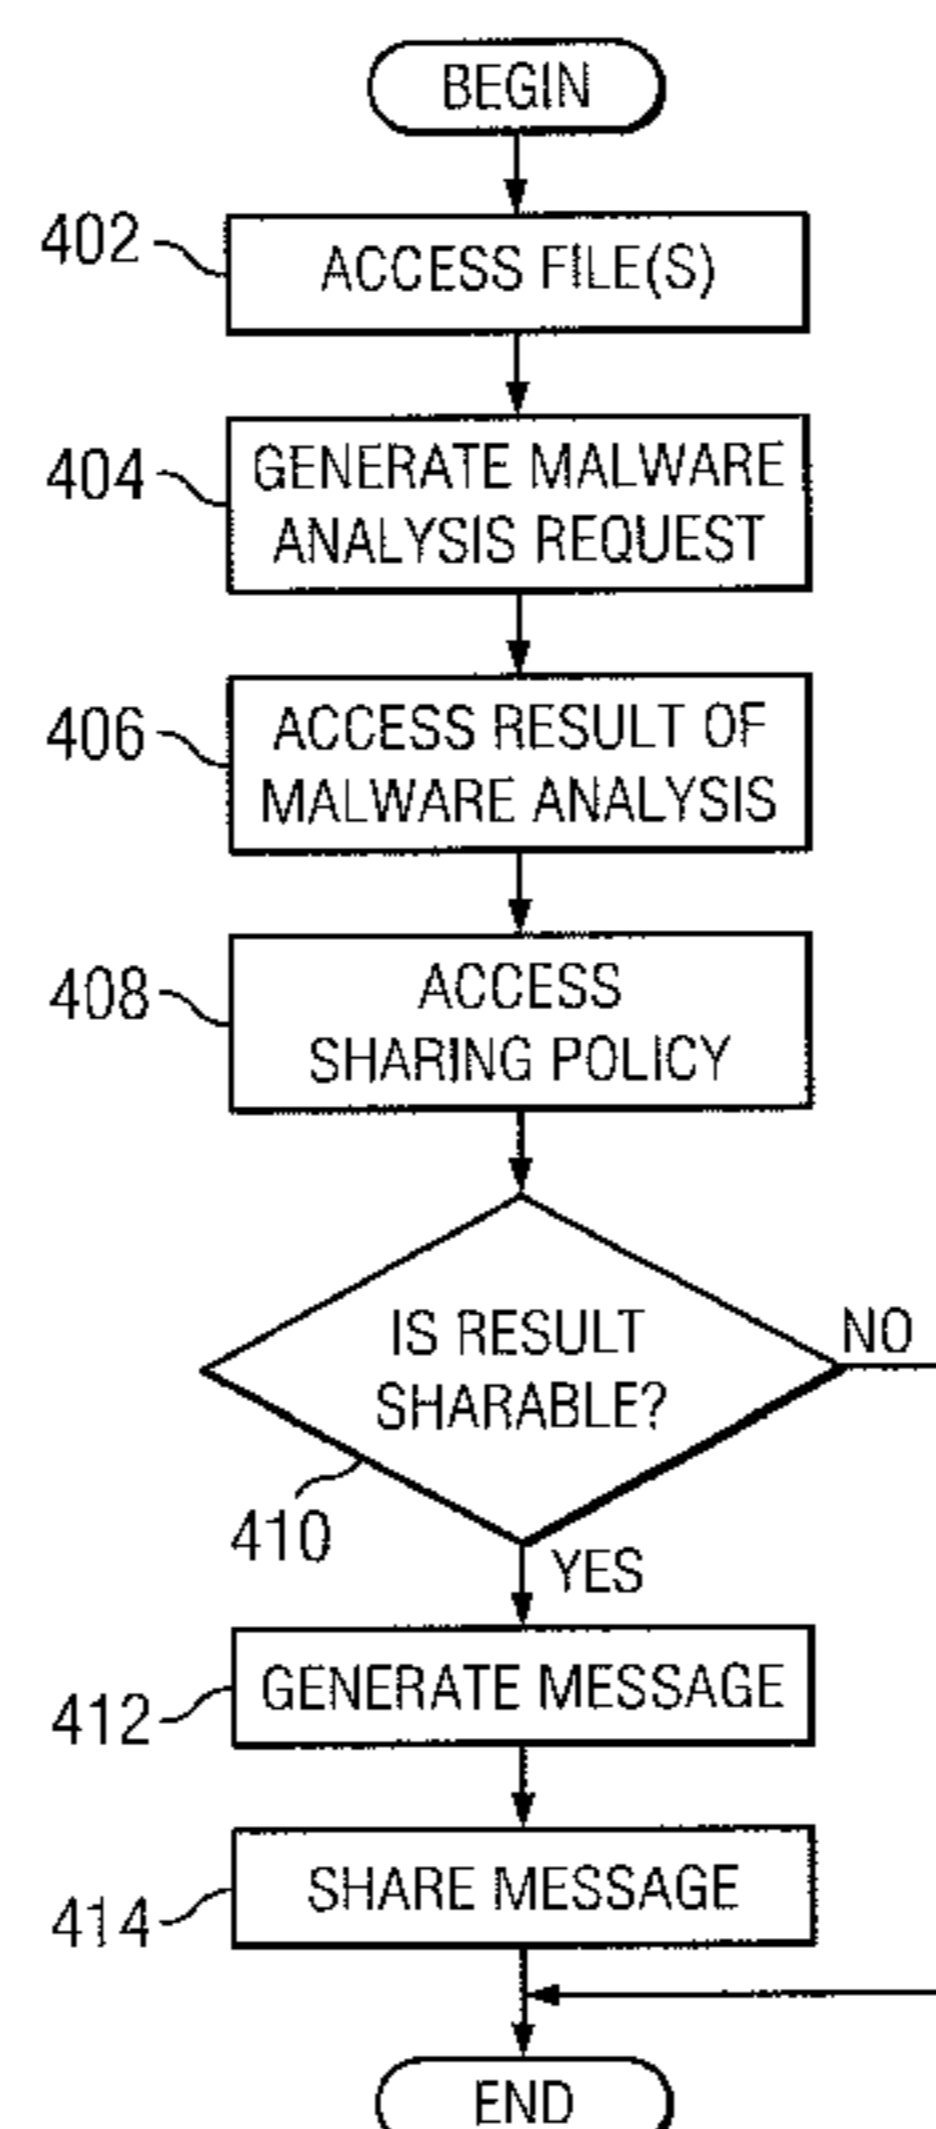 BEGIN
402
ACCESS FILE(S)
404
GENERATE MALWARE
ANALYSIS REQUEST
406
ACCESS RESULT OF
MALWARE ANALYSIS
408
ACCESS
SHARING POLICY
IS RESULT
SHARABLE?
NO
410
YES
412
GENERATE MESSAGE
414
SHARE MESSAGE
END